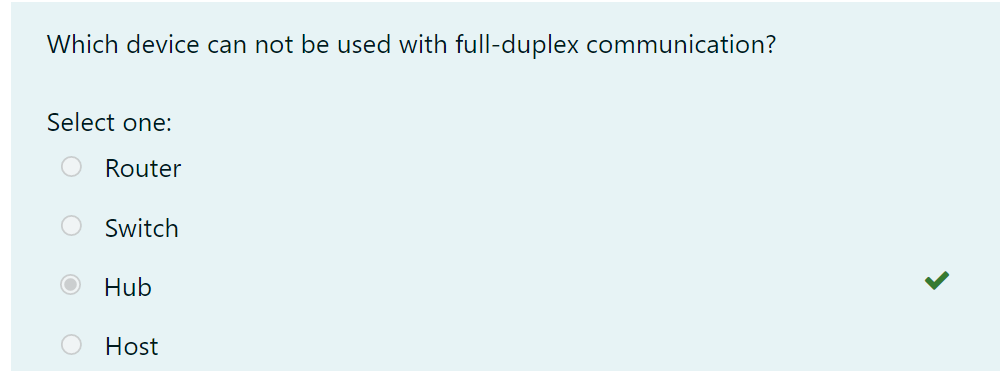 Which device can not be used with full-duplex communication?
Select one:
Router
Switch
Hub
Host